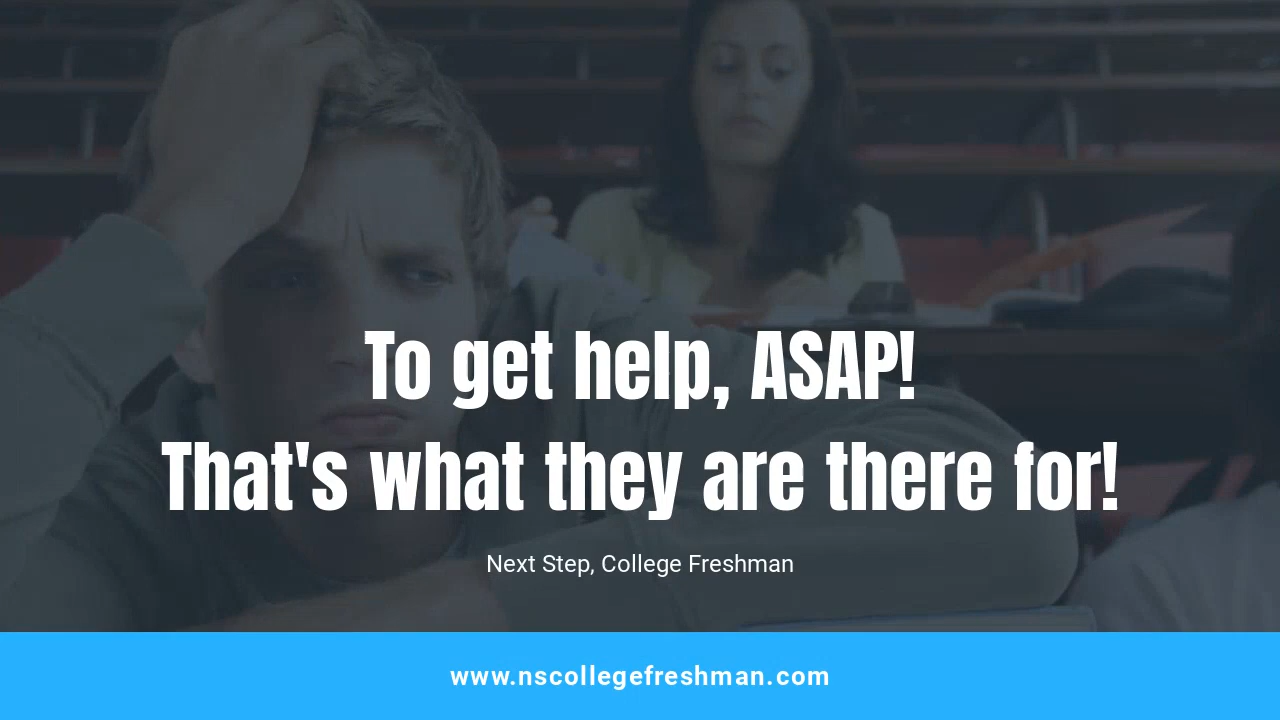 To get help, ASAP!
That's what they are there for!
Next Step, College Freshman
www.nscollegefreshman.com